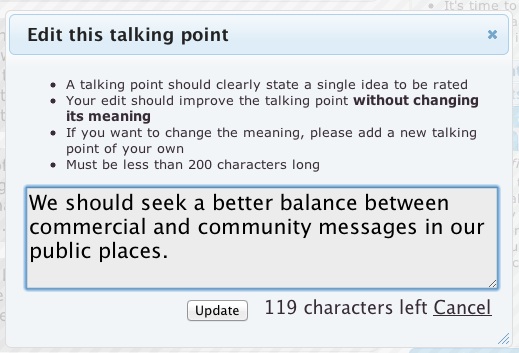 It's time to
Edit this talking point
A talking point should clearly state a single idea to be rated
Your edit should improve the talking point without changing
its meaning
If you want to change the meaning, please add a new talking
point of your own
Must be less than 200 characters long
We should seek a better balance between
commercial and community messages in our
public places.
Update 119 characters left Cancel